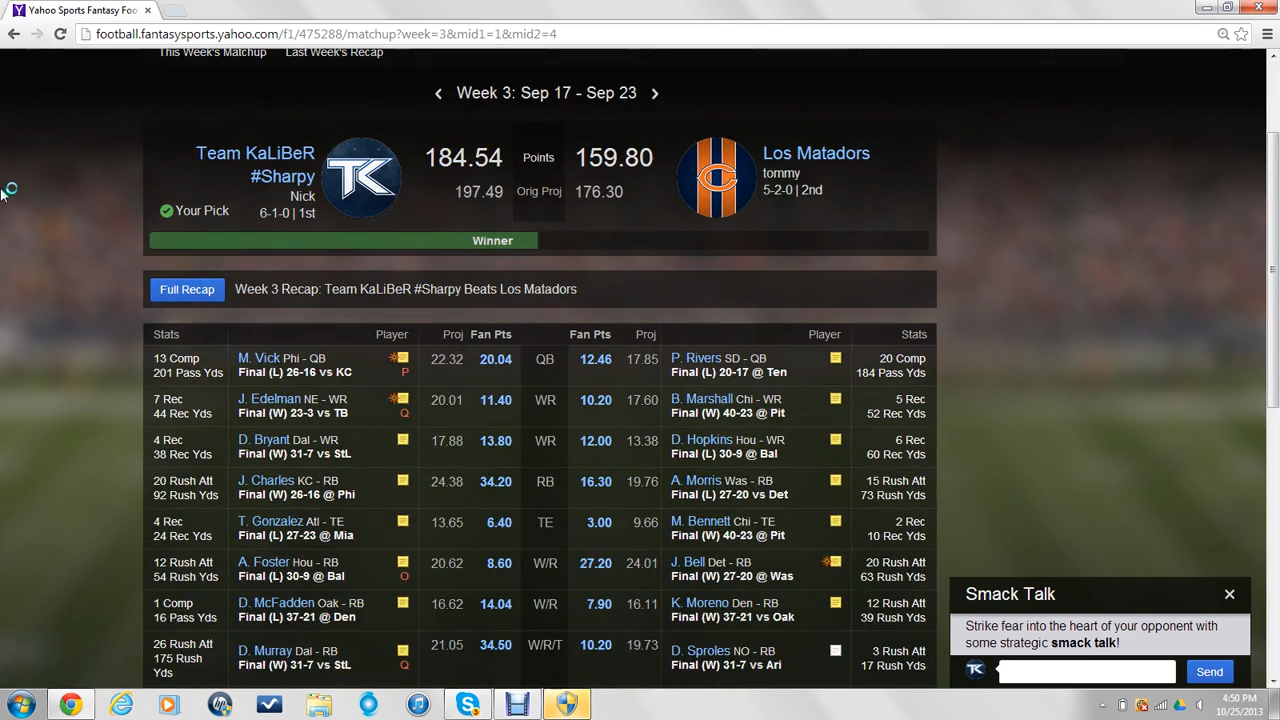 Yahoo Sports Fantasy Foo
football.fantasysports.yahoo.com/f1/475288/matchup?week=3&mid1=1&mid2=4
This Week's Matchup Last Week's Recap
Week 3: Sep 17 - Sep 23
Team KaLiBeR #Sharpy
Nick
6-1-0 | 1st
Your Pick
TK
184.54 Points 159.80
197.49 Orig Proj 176.30
C
Los Matadors
tommy
5-2-0 | 2nd
Winner
Full Recap Week 3 Recap: Team KaLiBeR #Sharpy Beats Los Matadors
Stats Player Proj Fan Pts Fan Pts Proj Player Stats
13 Comp M. Vick Phi - QB 22.32 20.04 QB 12.46 17.85 P. Rivers SD - QB 20 Comp
201 Pass Yds Final (L) 26-16 vs KC P Final (L) 20-17 @ Ten 184 Pass Yds
7 Rec J. Edelman NE - WR 20.01 11.40 WR 10.20 17.60 B. Marshall Chi - WR 5 Rec
44 Rec Yds Final (W) 23-3 vs TB Q Final (W) 40-23 @ Pit 52 Rec Yds
4 Rec D. Bryant Dal - WR 17.88 13.80 WR 12.00 13.38 D. Hopkins Hou - WR 6 Rec
38 Rec Yds Final (W) 31-7 vs StL Final (L) 30-9 @ Bal 60 Rec Yds
20 Rush Att J. Charles KC - RB 24.38 34.20 RB 16.30 19.76 A. Morris Was - RB 15 Rush Att
92 Rush Yds Final (W) 26-16 @ Phi Final (L) 27-20 vs Det 73 Rush Yds
4 Rec T. Gonzalez Atl - TE 13.65 6.40 TE 3.00 9.66 M. Bennett Chi - TE 2 Rec
24 Rec Yds Final (L) 27-23 @ Mia Final (W) 40-23 @ Pit 10 Rec Yds
12 Rush Att A. Foster Hou - RB 20.62 8.60 W/R 27.20 24.01 J. Bell Det - RB 20 Rush Att
54 Rush Yds Final (L) 30-9 @ Bal O Final (W) 27-20 @ Was 63 Rush Yds
1 Comp D. McFadden Oak - RB 16.62 14.04 W/R 7.90 16.11 K. Moreno Den - RB 12 Rush Att
16 Pass Yds Final (L) 37-21 @ Den Final (W) 37-21 vs Oak 39 Rush Yds
26 Rush Att D. Murray Dal - RB 21.05 34.50 W/R/T 10.20 19.73 D. Sproles NO - RB 3 Rush Att
175 Rush Yds Final (W) 31-7 vs StL Q Final (W) 31-7 vs Ari 17 Rush Yds
Smack Talk
Strike fear into the heart of your opponent with
some strategic smack talk!
TK Send
4:50 PM
10/25/2013